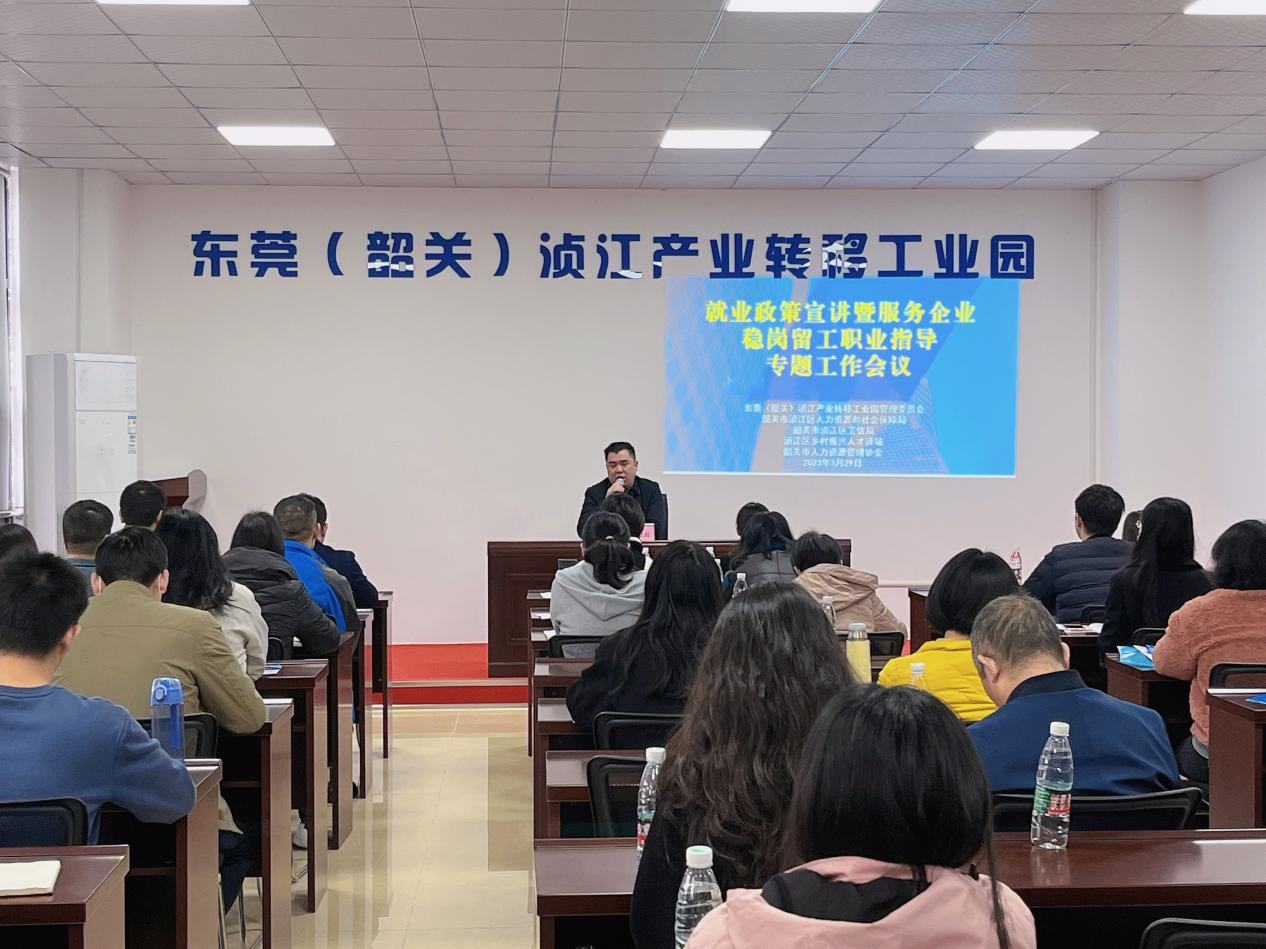 东莞（韶关）浈江产业转移工业园
就业政策宣讲暨服务企业
稳岗留工职业指导
专题工作会议
东莞（韶关）浈江产业转移工业园管理委员会
韶关市浈江区人力资源和社会保障局
韶关市浈江区工信局
浈江区乡村振兴人才驿站
韶关市人力资源管理协会
2023年3月29日